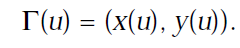 Γ(u) = (x(u), y(u)).